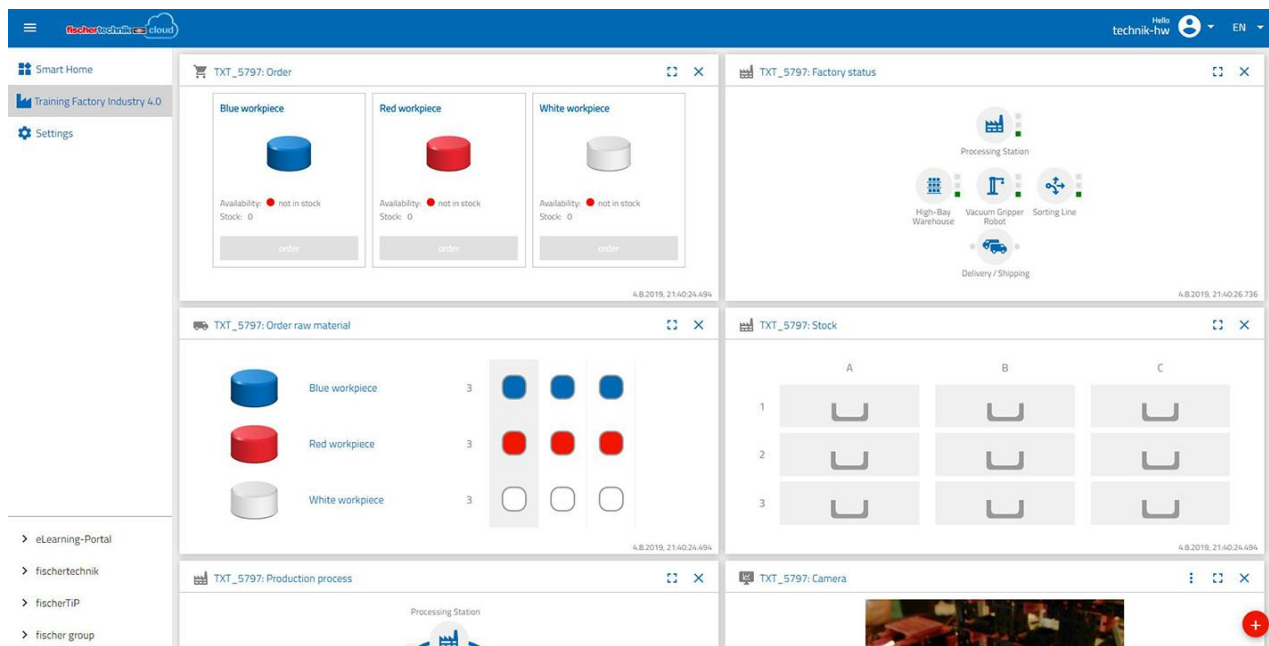 fischertechnik cloud
Hello
technik-hw
EN
Smart Home
Training Factory Industry 4.0
Settings
eLearning-Portal
fischertechnik
fischerTiP
fischer group
TXT_5797: Order
Blue workpiece
Red workpiece
White workpiece
Availability: not in stock
Availability: not in stock
Availability: not in stock
Stock: 0
Stock: 0
Stock: 0
order
order
order
4.8.2019, 21:40:24.494
TXT_5797: Factory status
Processing Station
High-Bay
Warehouse
Vacuum Gripper
Robot
Sorting Line
Delivery / Shipping
4.8.2019, 21:40:26.736
TXT_5797: Order raw material
Blue workpiece 3
Red workpiece 3
White workpiece 3
4.8.2019, 21:40:24.494
TXT_5797: Stock
A B C
1
2
3
4.8.2019, 21:40:24.494
TXT_5797: Production process
Processing Station
TXT_5797: Camera